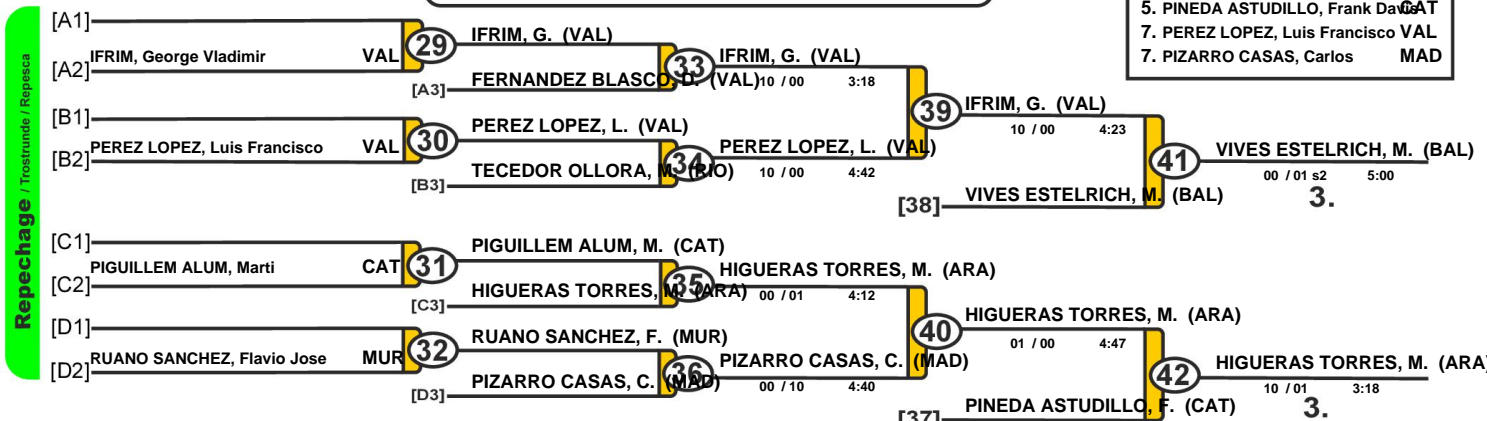 5. PINEDA ASTUDILLO, Frank Davis CAT
7. PEREZ LOPEZ, Luis Francisco VAL
7. PIZARRO CASAS, Carlos MAD
Repechage / Trostrunde / Repesca
[A1]
IFRIM, George Vladimir VAL
[A2]
29
IFRIM, G. (VAL)
[A3] FERNANDEZ BLASCO, D. (VAL)
33
IFRIM, G. (VAL)
10 / 00 3:18
[B1]
PEREZ LOPEZ, Luis Francisco VAL
[B2]
30
PEREZ LOPEZ, L. (VAL)
[B3] TECEDOR OLLORA, M. (RIO)
34
PEREZ LOPEZ, L. (VAL)
10 / 00 4:42
39
IFRIM, G. (VAL)
10 / 00 4:23
[38] VIVES ESTELRICH, M. (BAL)
41
VIVES ESTELRICH, M. (BAL)
00 / 01 s2 5:00
3.
[C1]
PIGUILLEM ALUM, Marti CAT
[C2]
31
PIGUILLEM ALUM, M. (CAT)
[C3] HIGUERAS TORRES, M. (ARA)
35
HIGUERAS TORRES, M. (ARA)
00 / 01 4:12
[D1]
RUANO SANCHEZ, Flavio Jose MUR
[D2]
32
RUANO SANCHEZ, F. (MUR)
[D3] PIZARRO CASAS, C. (MAD)
36
PIZARRO CASAS, C. (MAD)
00 / 10 4:40
40
HIGUERAS TORRES, M. (ARA)
01 / 00 4:47
[37] PINEDA ASTUDILLO, F. (CAT)
42
HIGUERAS TORRES, M. (ARA)
10 / 01 3:18
3.